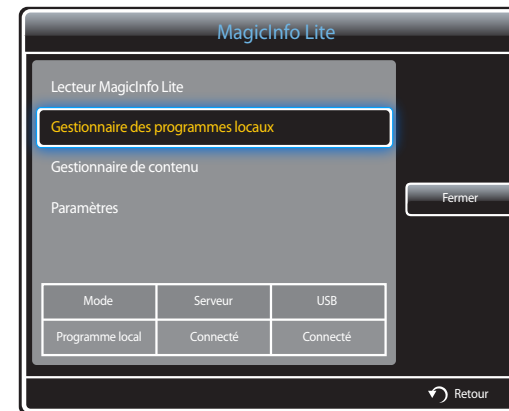 MagicInfo Lite
Lecteur MagicInfo Lite
Gestionnaire des programmes locaux
Gestionnaire de contenu
Paramètres
Fermer
Mode Serveur USB
Programme local Connecté Connecté
Retour